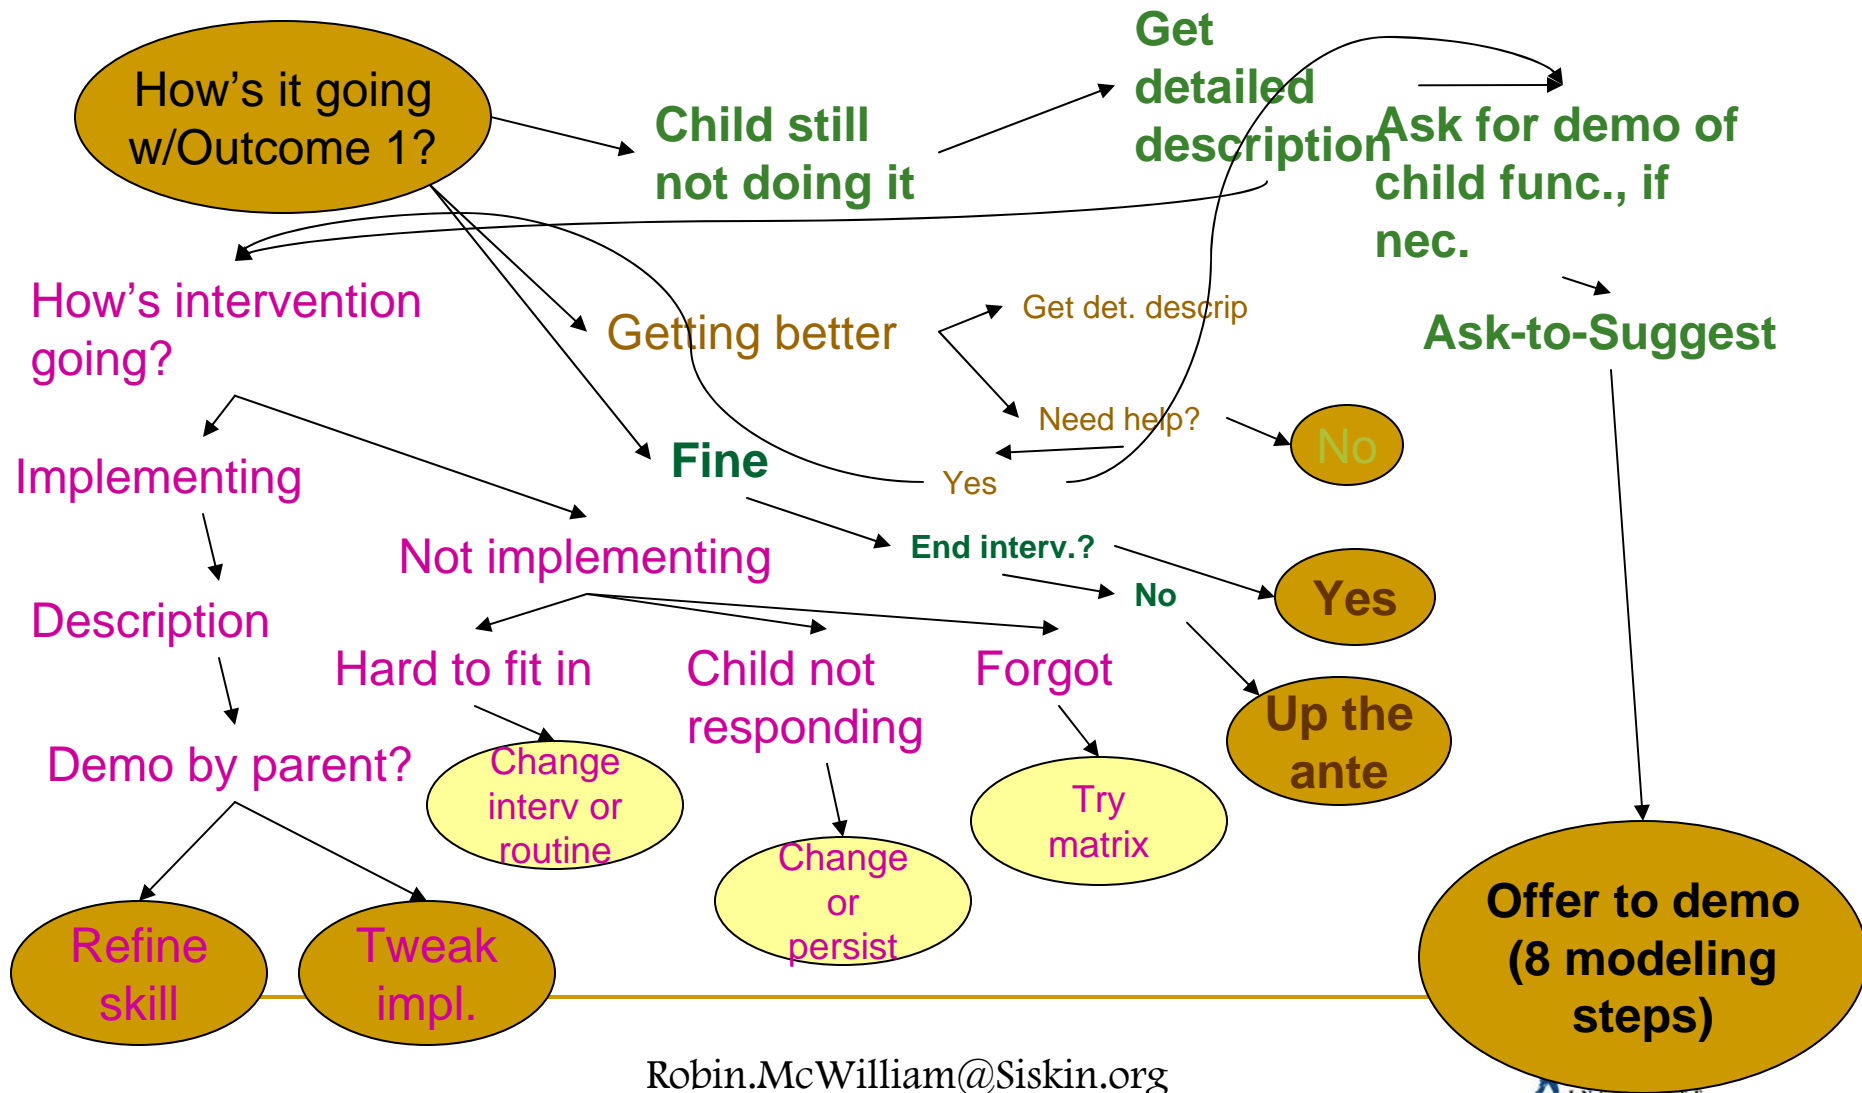 How's it going
w/Outcome 1?
Child still
not doing it
Get
detailed
description
Ask for demo of
child func., if
nec.
How's intervention
going?
Getting better
Get det. descrip
Ask-to-Suggest
Need help?
No
Implementing
Fine
Yes
Not implementing
End interv.?
No
Yes
Description
Hard to fit in
Child not
responding
Forgot
Up the
ante
Demo by parent?
Change
interv or
routine
Try
matrix
Change
or
persist
Refine
skill
Tweak
impl.
Offer to demo
(8 modeling
steps)
Robin.McWilliam@Siskin.org